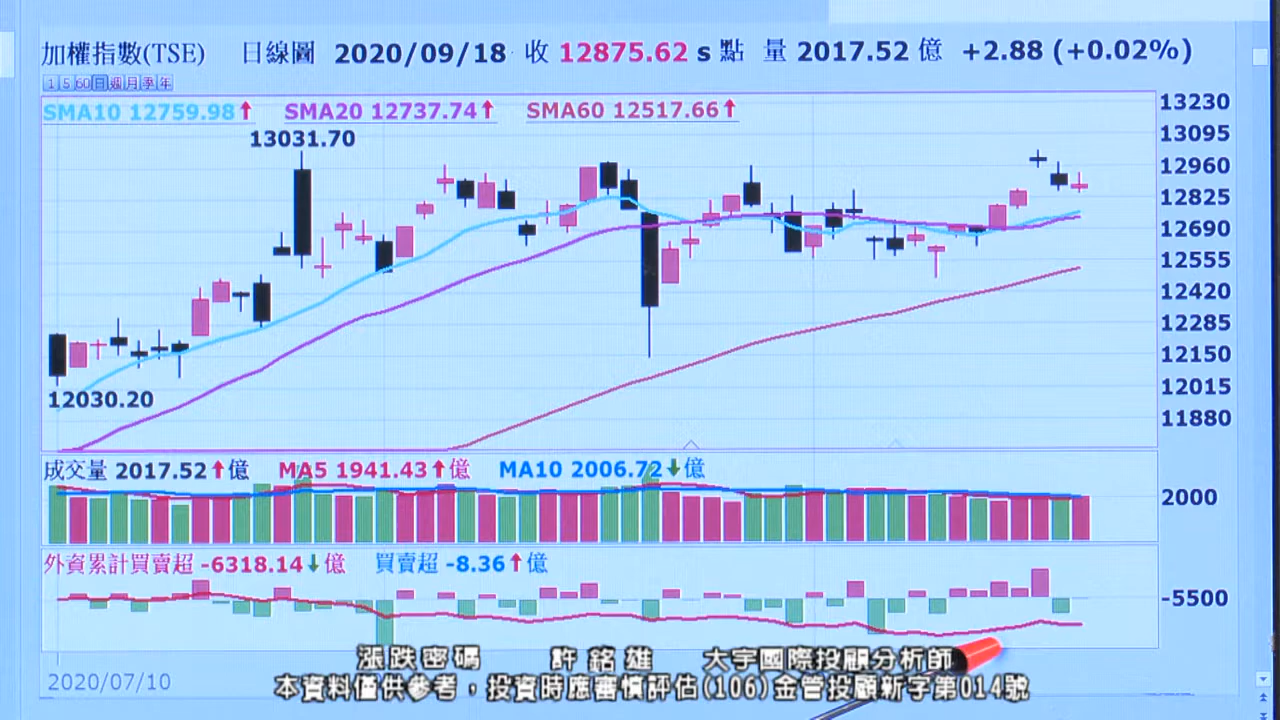 加權指數(TSE) 日線圖 2020/09/18 收 12875.62 s 點 量 2017.52 億 +2.88 (+0.02%)
1 5 60 日 週 月 季 年
SMA10 12759.98↑ SMA20 12737.74↑ SMA60 12517.66↑
13031.70
12030.20
13230
13095
12960
12825
12690
12555
12420
12285
12150
12015
11880
成交量 2017.52↑億 MA5 1941.43↑億 MA10 2006.72↓億
2000
外資累計買賣超 -6318.14↓億 買賣超 -8.36↑億
-5500
2020/07/10
漲跌密碼 許銘雄 大宇國際投顧分析師
本資料僅供參考，投資時應審慎評估(106)金管投顧新字第014號